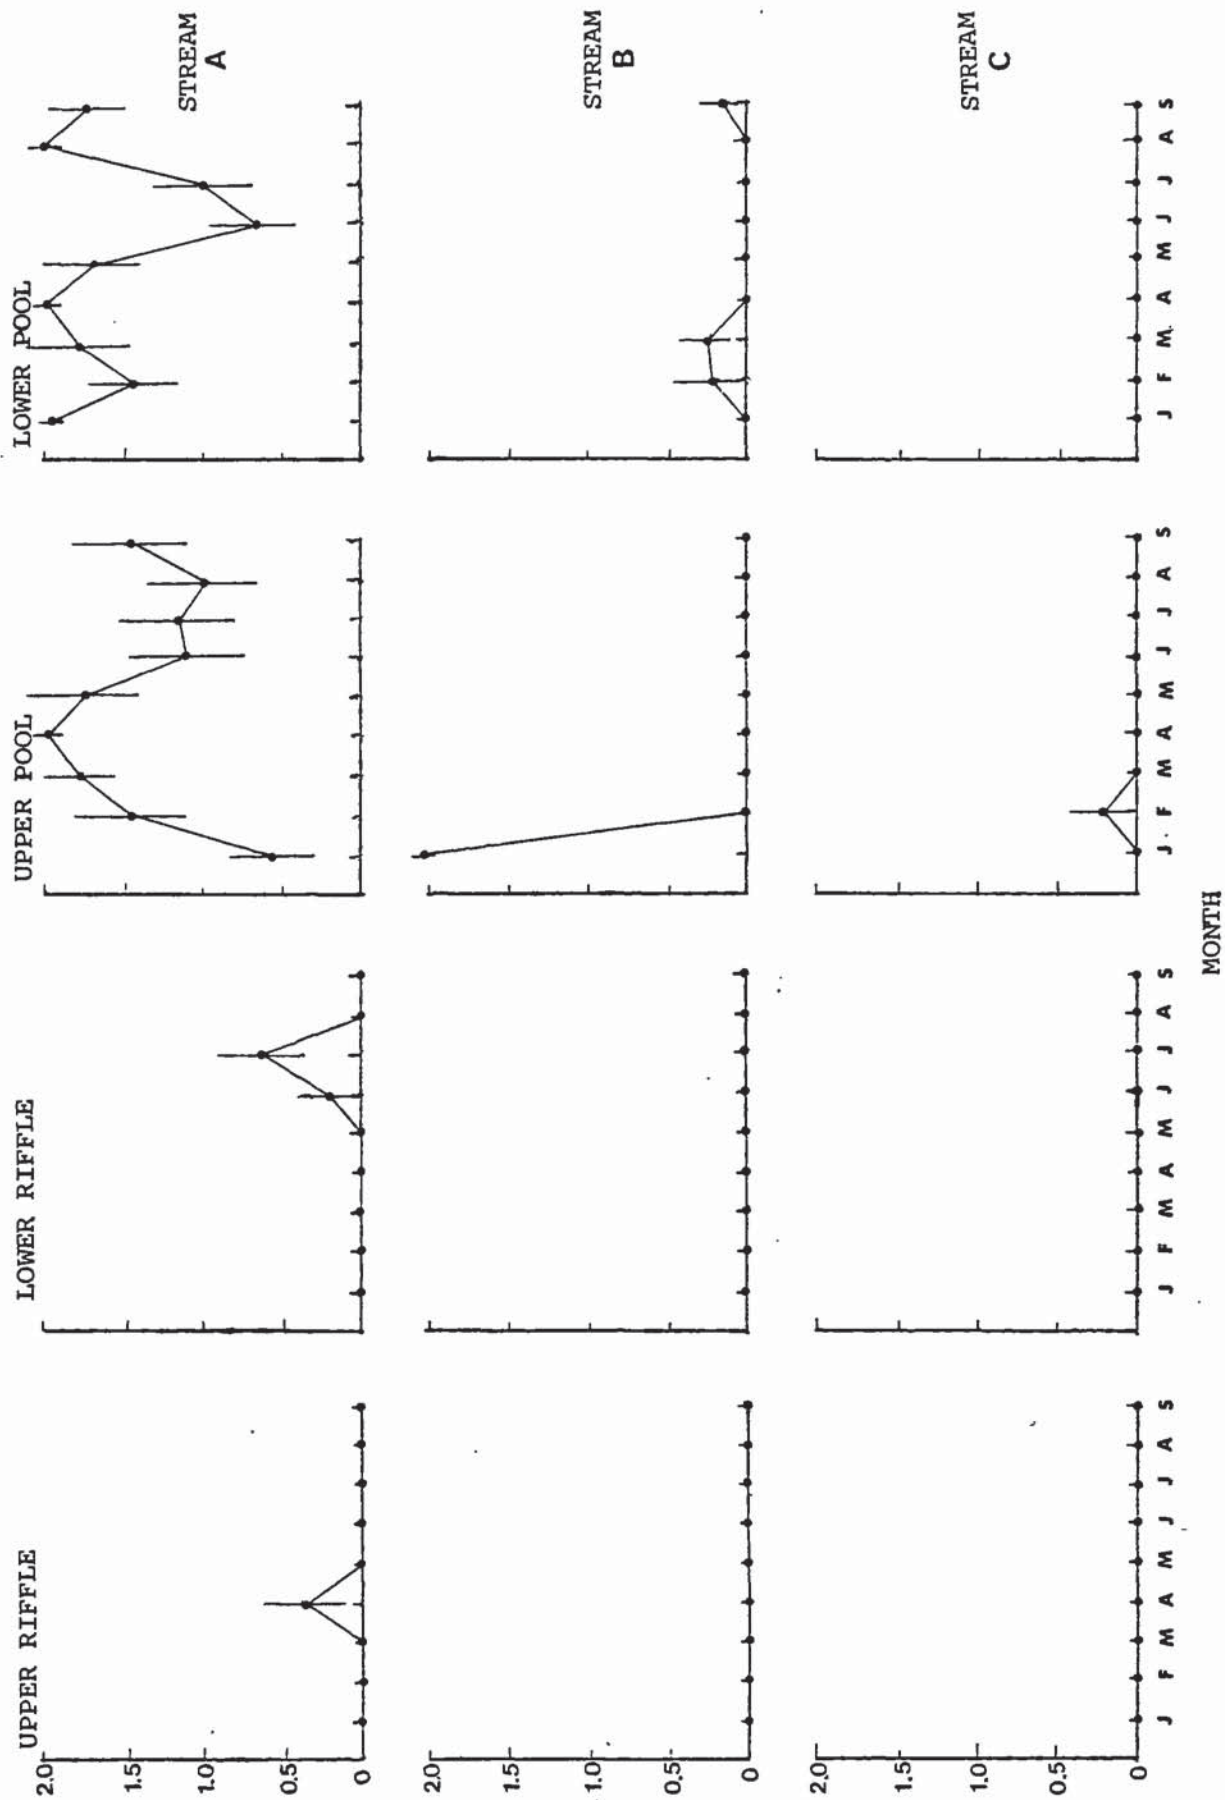 UPPER RIFFLE
LOWER RIFFLE
UPPER POOL
LOWER POOL
2.0
1.5
1.0
0.5
0
STREAM
A
2.0
1.5
1.0
0.5
0
STREAM
B
2.0
1.5
1.0
0.5
0
STREAM
C
J F M A M J J A S
J F M A M J J A S
J F M A M J J A S
J F M A M J J A S
MONTH